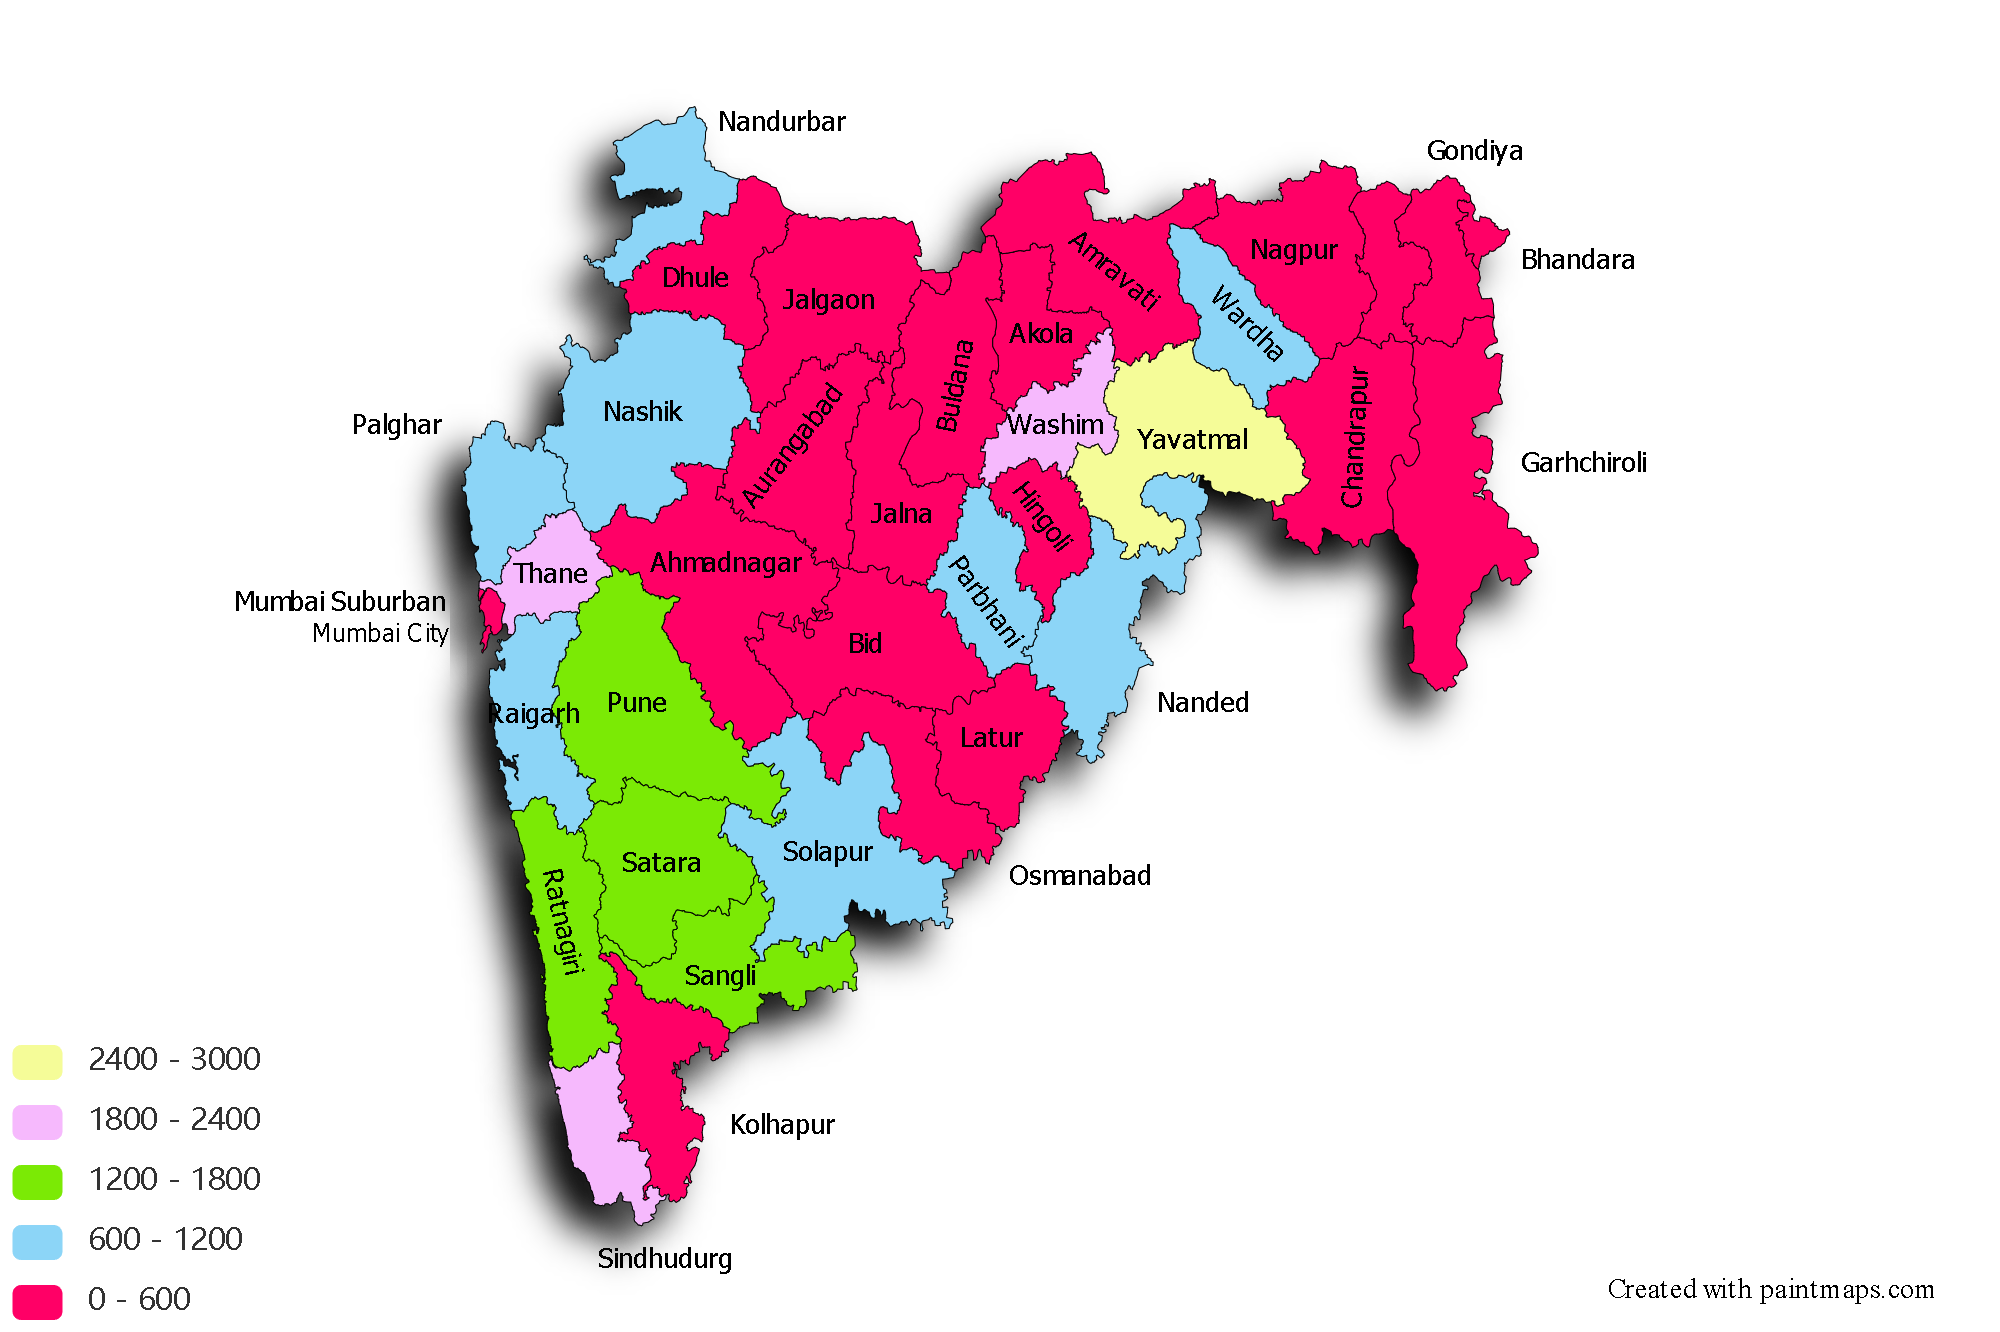 Nandurbar
Gondiya
Dhule
Jalgaon
Amravati
Nagpur
Bhandara
Wardha
Akola
Buldana
Palghar
Nashik
Aurangabad
Washim
Yavatmal
Chandrapur
Garhchiroli
Jalna
Hingoli
Ahmadnagar
Thane
Parbhani
Mumbai Suburban
Mumbai City
Bid
Pune
Raigarh
Nanded
Latur
Satara
Solapur
Osmanabad
Ratnagiri
Sangli
Kolhapur
Sindhudurg
2400 - 3000
1800 - 2400
1200 - 1800
600 - 1200
0 - 600
Created with paintmaps.com